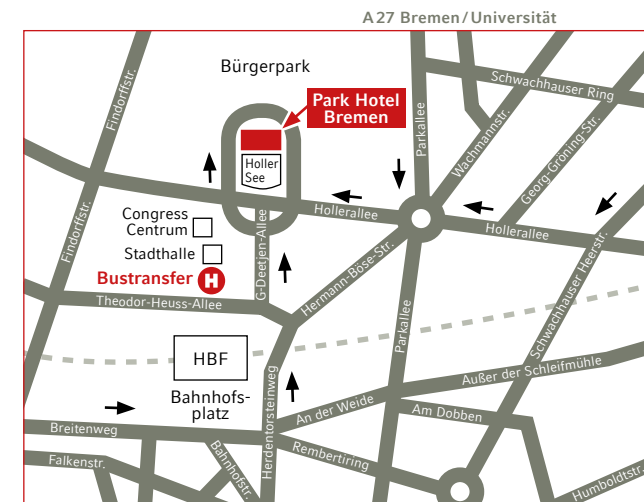 A27 Bremen/Universität
Findorffstr.
Bürgerpark
Park Hotel
Bremen
Parkallee
Schwachhauser Ring
Wachmannstr.
Georg-Gröning-Str.
Holler
See
Hollerallee
Hollerallee
Congress
Centrum
Stadthalle
Bustransfer
H
G-Deetjen-Allee
Hermann-Böse-Str.
Findorffstr.
Theodor-Heuss-Allee
Schwachhauser Heerstr.
Parkallee
HBF
Bahnhofs-
platz
Herdentorsteinweg
An der Weide
Außer der Schleifmühle
Am Dobben
Breitenweg
Rembertiring
Falkenstr.
Bahnhofstr.
Humboldtstr.